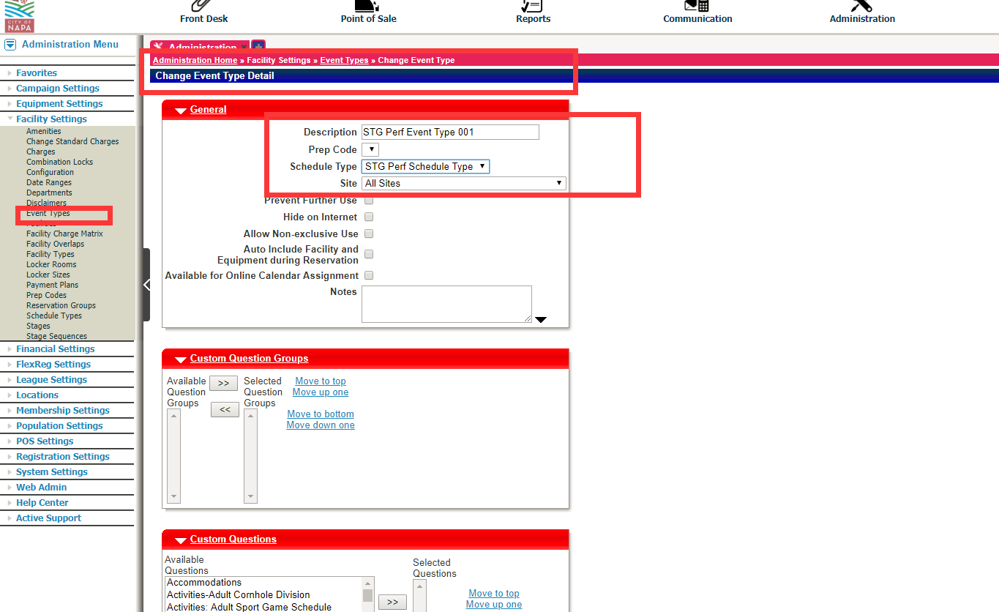 CITY OF
NAPA
Front Desk
Point of Sale
Reports
Communication
Administration
Administration Menu
Favorites
Campaign Settings
Equipment Settings
Facility Settings
Amenities
Change Standard Charges
Charges
Combination Locks
Configuration
Date Ranges
Departments
Disclaimers
Event Types
Facility Charge Matrix
Facility Overlaps
Facility Types
Locker Rooms
Locker Sizes
Payment Plans
Prep Codes
Reservation Groups
Schedule Types
Stages
Stage Sequences
Financial Settings
FlexReg Settings
League Settings
Locations
Membership Settings
Population Settings
POS Settings
Registration Settings
System Settings
Web Admin
Help Center
Active Support
Administration
Administration Home » Facility Settings » Event Types » Change Event Type
Change Event Type Detail
General
Description STG Perf Event Type 001
Prep Code
Schedule Type STG Perf Schedule Type
Site All Sites
Prevent Further Use
Hide on Internet
Allow Non-exclusive Use
Auto Include Facility and
Equipment during Reservation
Available for Online Calendar Assignment
Notes
Custom Question Groups
Available
Question
Groups
>>
<<
Selected
Question
Groups
Move to top
Move up one
Move to bottom
Move down one
Custom Questions
Available
Questions
Accommodations
Activities-Adult Cornhole Division
Activities: Adult Sport Game Schedule
>>
Selected
Questions
Move to top
Move up one